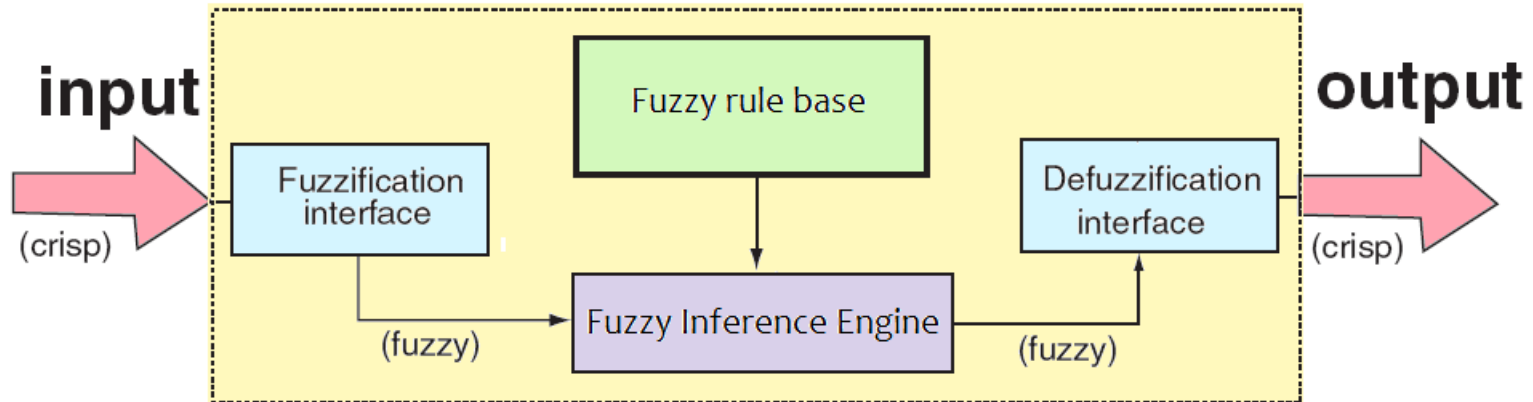 input
(crisp)
Fuzzification
interface
(fuzzy)
Fuzzy rule base
Fuzzy Inference Engine
(fuzzy)
Defuzzification
interface
output
(crisp)